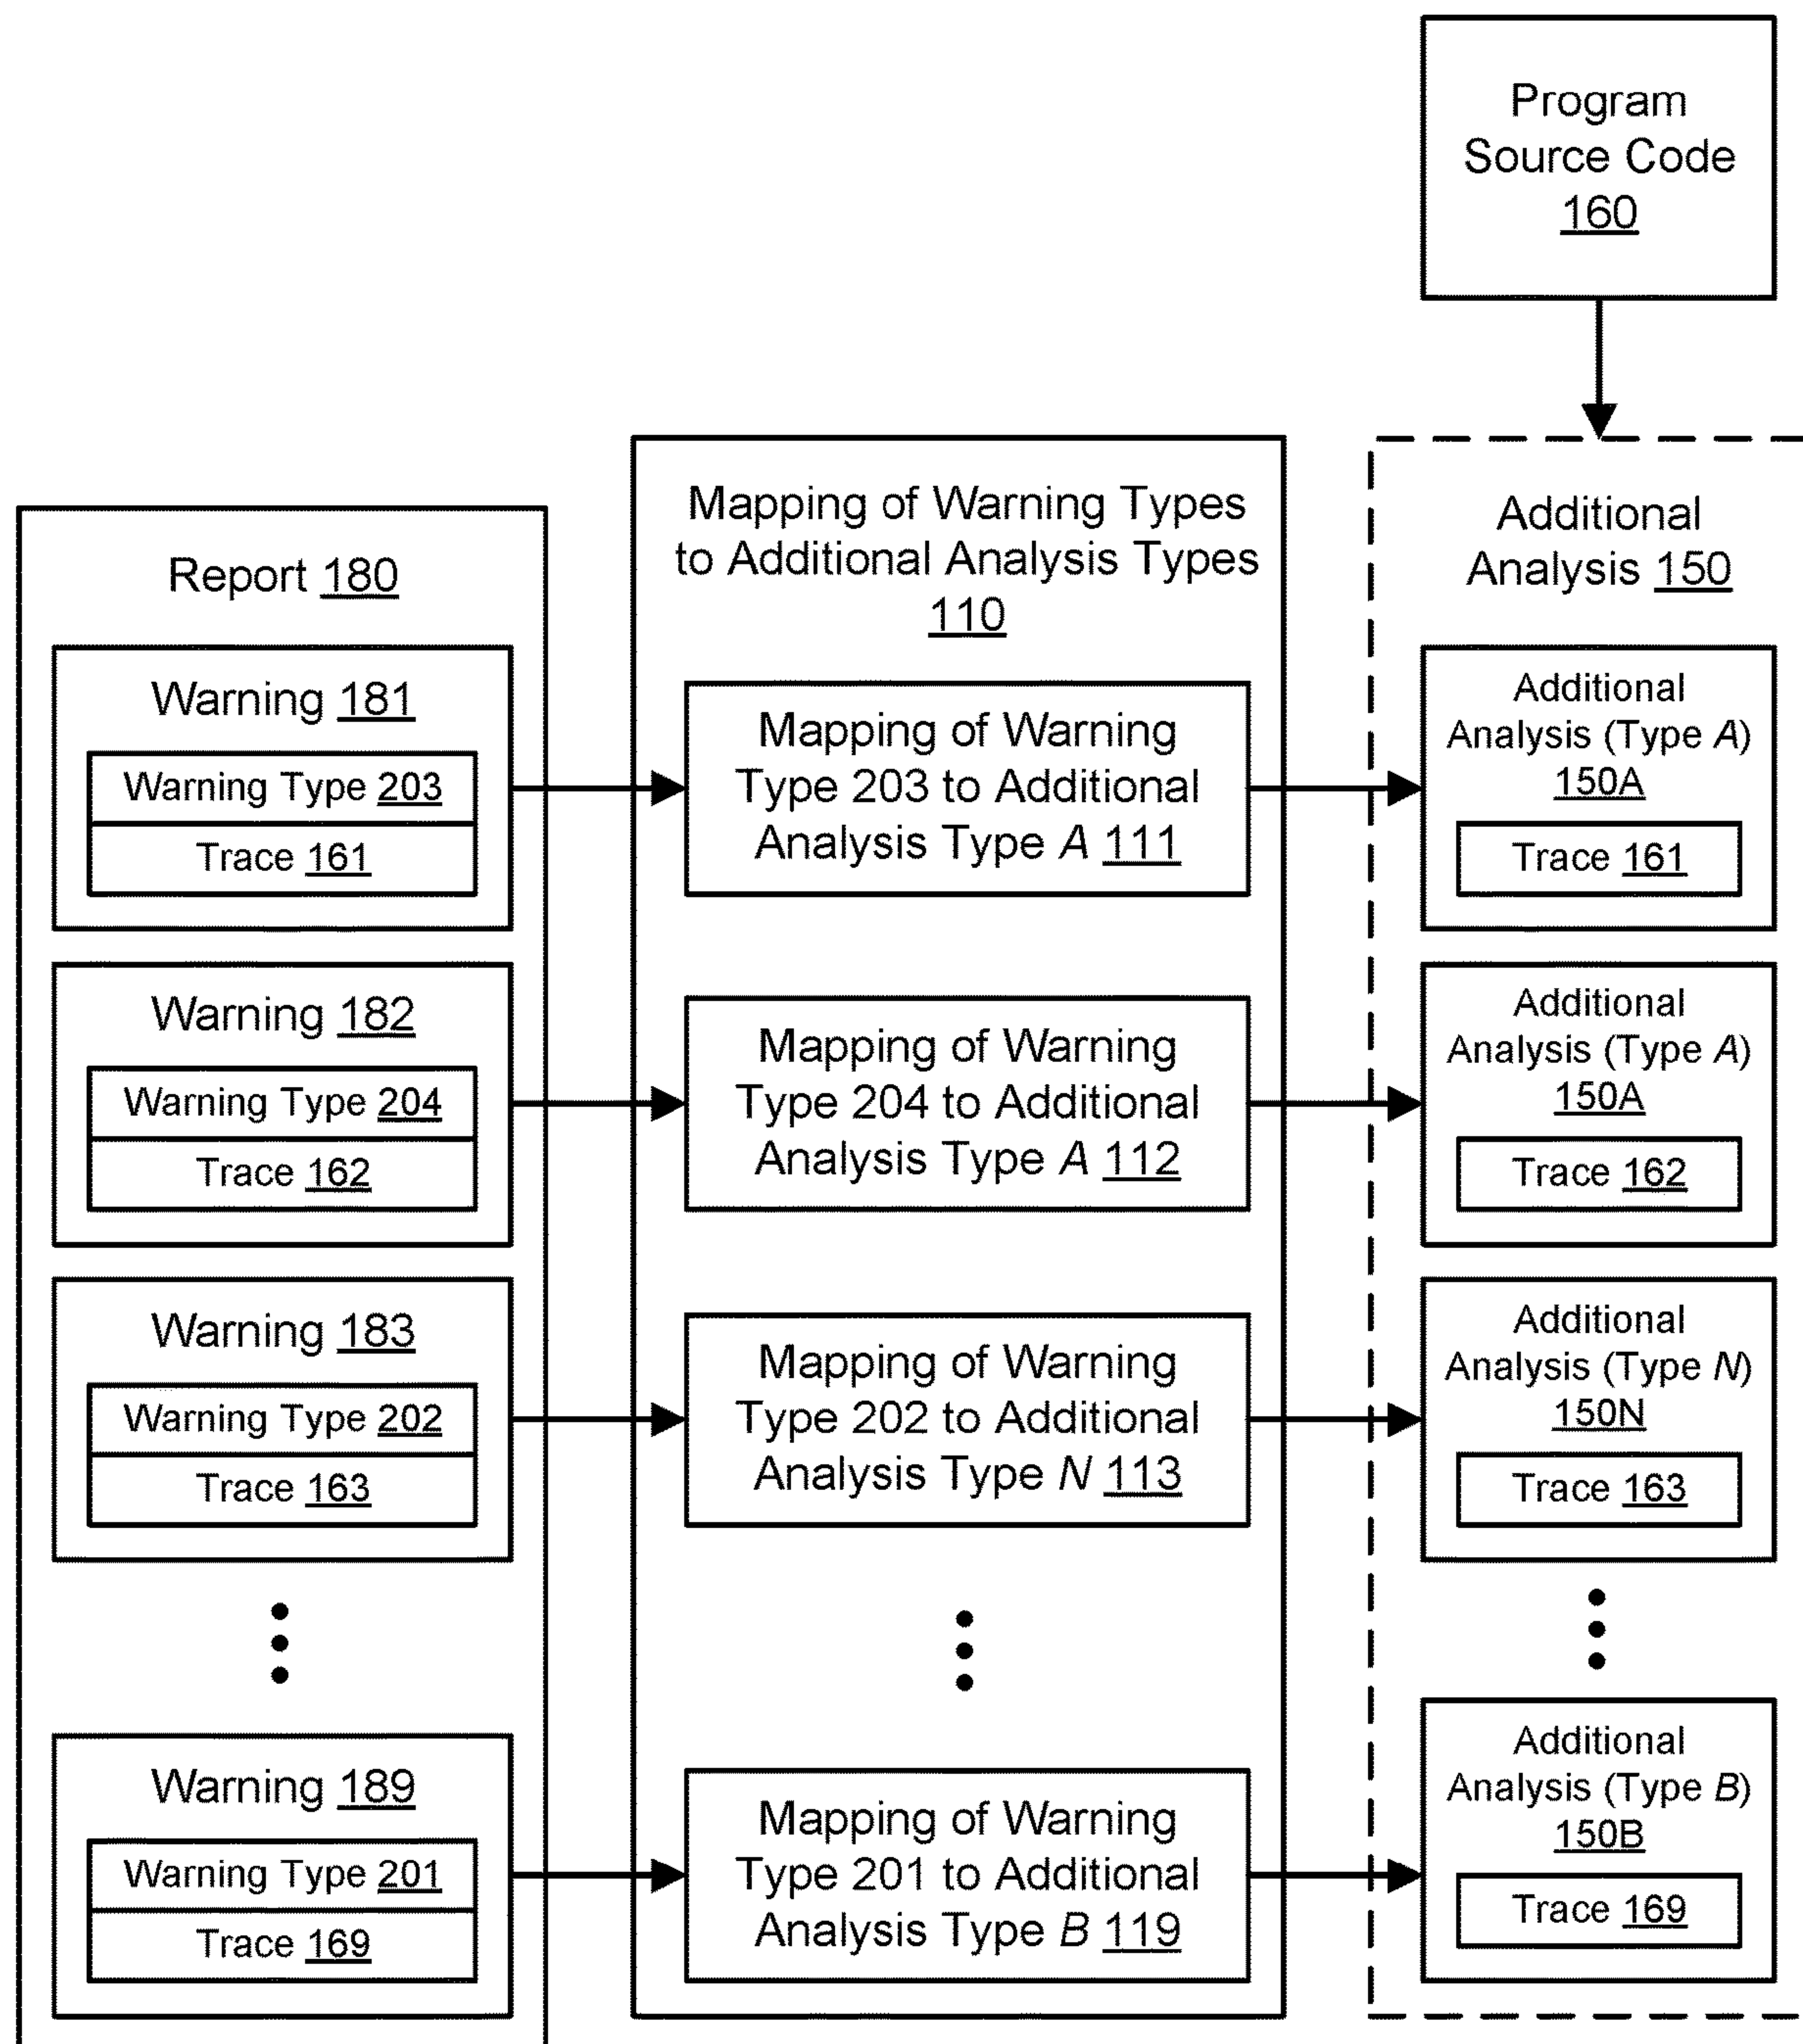 Program
Source Code
160
Report 180
Warning 181
Warning Type 203
Trace 161
Warning 182
Warning Type 204
Trace 162
Warning 183
Warning Type 202
Trace 163
Warning 189
Warning Type 201
Trace 169
Mapping of Warning Types
to Additional Analysis Types
110
Mapping of Warning
Type 203 to Additional
Analysis Type A 111
Mapping of Warning
Type 204 to Additional
Analysis Type A 112
Mapping of Warning
Type 202 to Additional
Analysis Type N 113
Mapping of Warning
Type 201 to Additional
Analysis Type B 119
Additional
Analysis 150
Additional
Analysis (Type A)
150A
Trace 161
Additional
Analysis (Type A)
150A
Trace 162
Additional
Analysis (Type N)
150N
Trace 163
Additional
Analysis (Type B)
150B
Trace 169